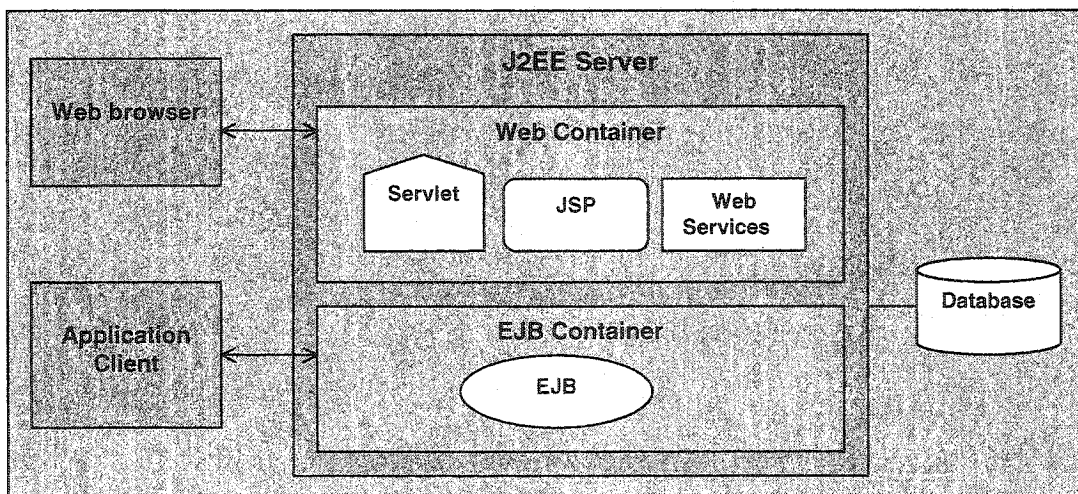 J2EE Server
Web browser
Web Container
Servlet
JSP
Web
Services
Application
Client
EJB Container
EJB
Database